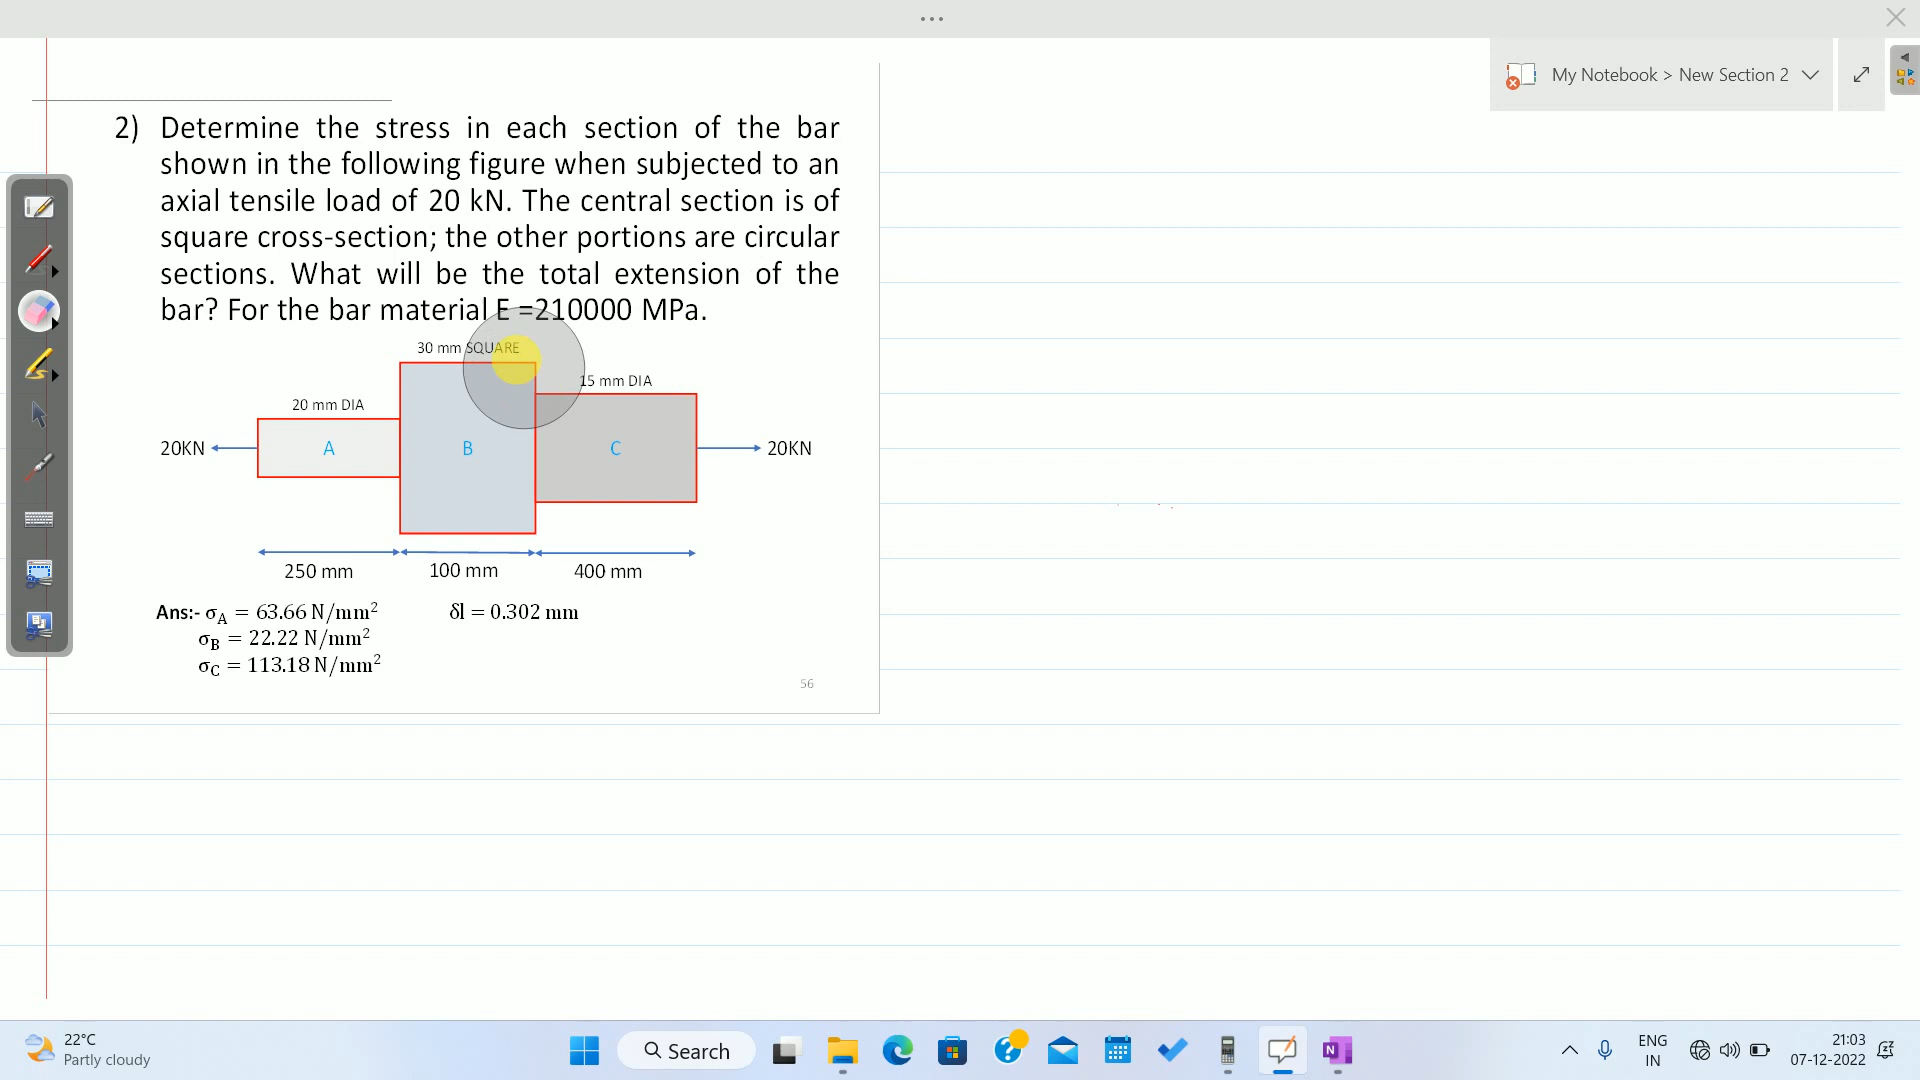 My Notebook > New Section 2
2) Determine the stress in each section of the bar
shown in the following figure when subjected to an
axial tensile load of 20 kN. The central section is of
square cross-section; the other portions are circular
sections. What will be the total extension of the
bar? For the bar material E =210000 MPa.
30 mm SQUARE
15 mm DIA
20 mm DIA
20KN A B C 20KN
250 mm 100 mm 400 mm
Ans:- σA = 63.66 N/mm² δl = 0.302 mm
σB = 22.22 N/mm²
σC = 113.18 N/mm²
56
22°C
Partly cloudy
Search
ENG
IN
21:03
07-12-2022